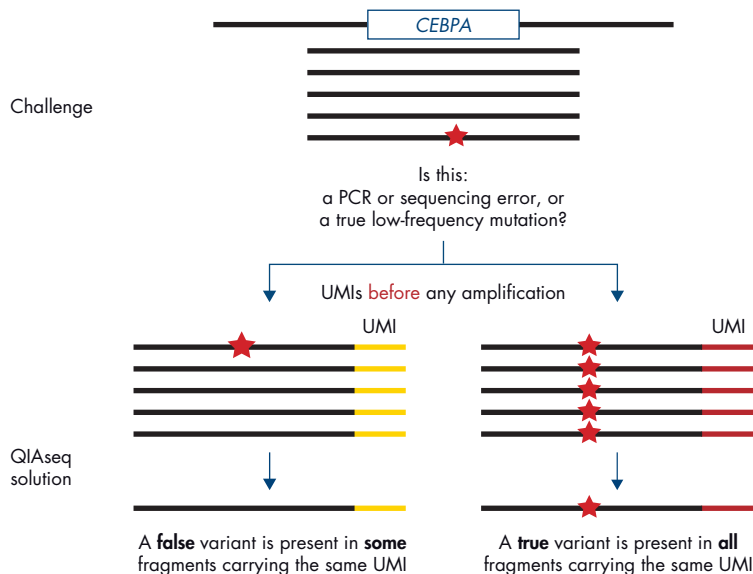 CEBPA
Challenge
Is this:
a PCR or sequencing error, or
a true low-frequency mutation?
UMIs before any amplification
UMI
UMI
QIAseq
solution
A false variant is present in some
fragments carrying the same UMI
A true variant is present in all
fragments carrying the same UMI